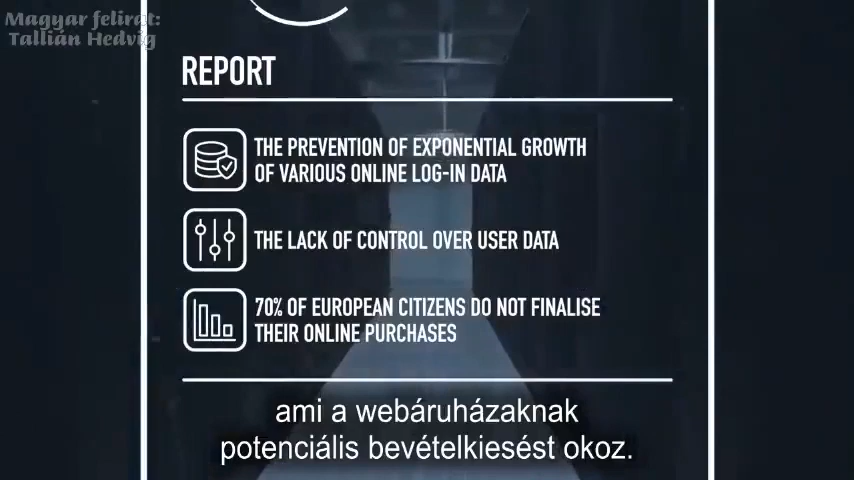 Magyar felirat:
Tallián Hedvig
REPORT
THE PREVENTION OF EXPONENTIAL GROWTH
OF VARIOUS ONLINE LOG-IN DATA
THE LACK OF CONTROL OVER USER DATA
70% OF EUROPEAN CITIZENS DO NOT FINALISE
THEIR ONLINE PURCHASES
ami a webáruházaknak
potenciális bevételkiesést okoz.